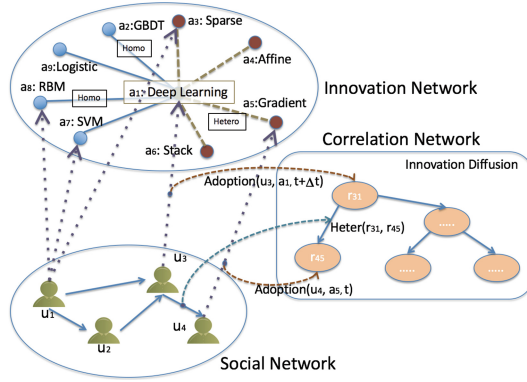 a₂:GBDT
a₃: Sparse
Homo
a₉:Logistic
a₄:Affine
a₈: RBM
a₁: Deep Learning
Innovation Network
Homo
a₅:Gradient
Hetero
a₇: SVM
a₆: Stack
Correlation Network
Innovation Diffusion
Adoption(u₃, a₁, t+Δt)
r₃₁
.....
Heter(r₃₁, r₄₅)
u₃
r₄₅
.....
.....
u₁
u₄
Adoption(u₄, a₅, t)
u₂
Social Network